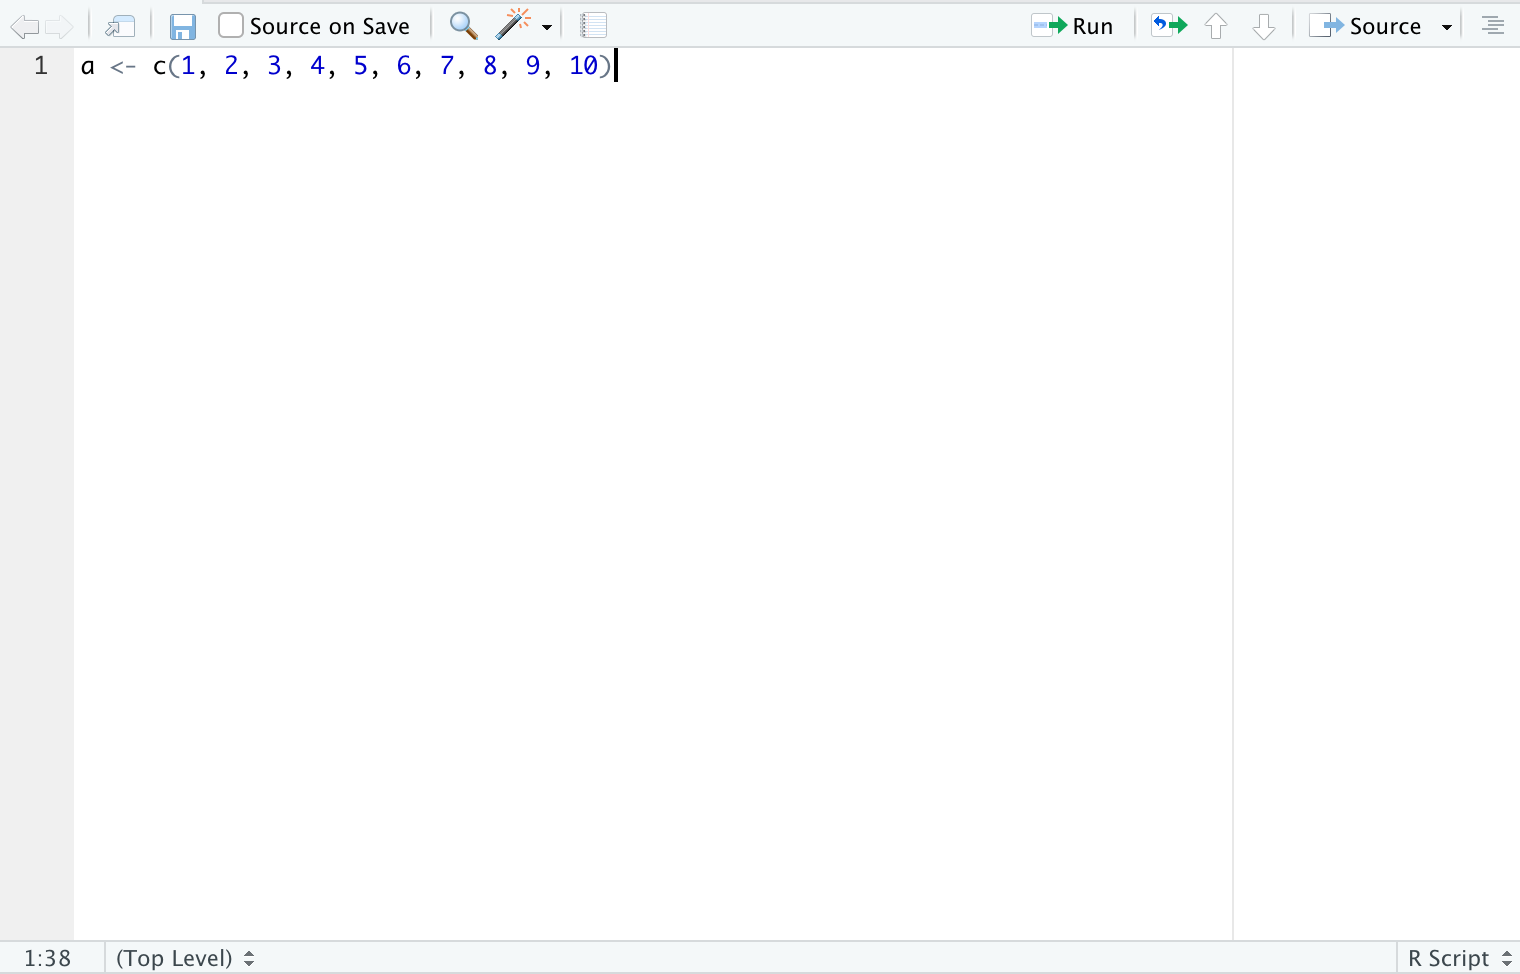 Source on Save Run Source
1 a <- c(1, 2, 3, 4, 5, 6, 7, 8, 9, 10)
1:38 (Top Level) R Script